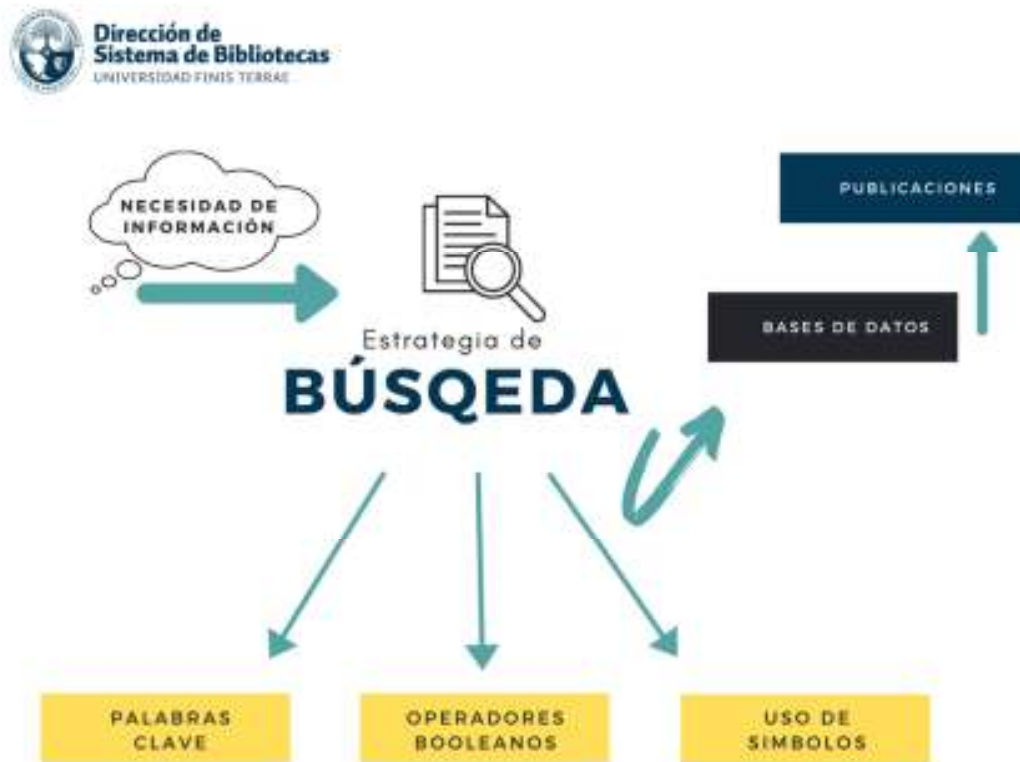 Dirección de
Sistema de Bibliotecas
UNIVERSIDAD FINIS TERRAE
NECESIDAD DE
INFORMACIÓN
PUBLICACIONES
BASES DE DATOS
Estrategia de
BÚSQEDA
PALABRAS
CLAVE
OPERADORES
BOOLEANOS
USO DE
SIMBOLOS